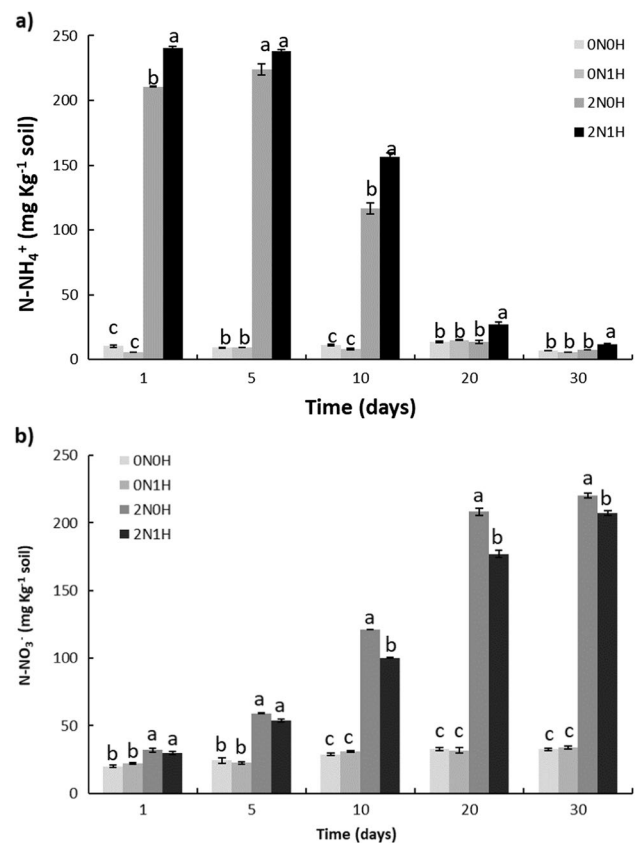 a)
N-NH₄⁺ (mg Kg⁻¹ soil)
250
200
150
100
50
0
0N0H
0N1H
2N0H
2N1H
c c b a
b b a a
c c b a
b b b a
b b b a
1 5 10 20 30
Time (days)
b)
N-NO₃⁻ (mg Kg⁻¹ soil)
250
200
150
100
50
0
0N0H
0N1H
2N0H
2N1H
b b a a
b b a a
c c a b
c c a b
c c a b
1 5 10 20 30
Time (days)